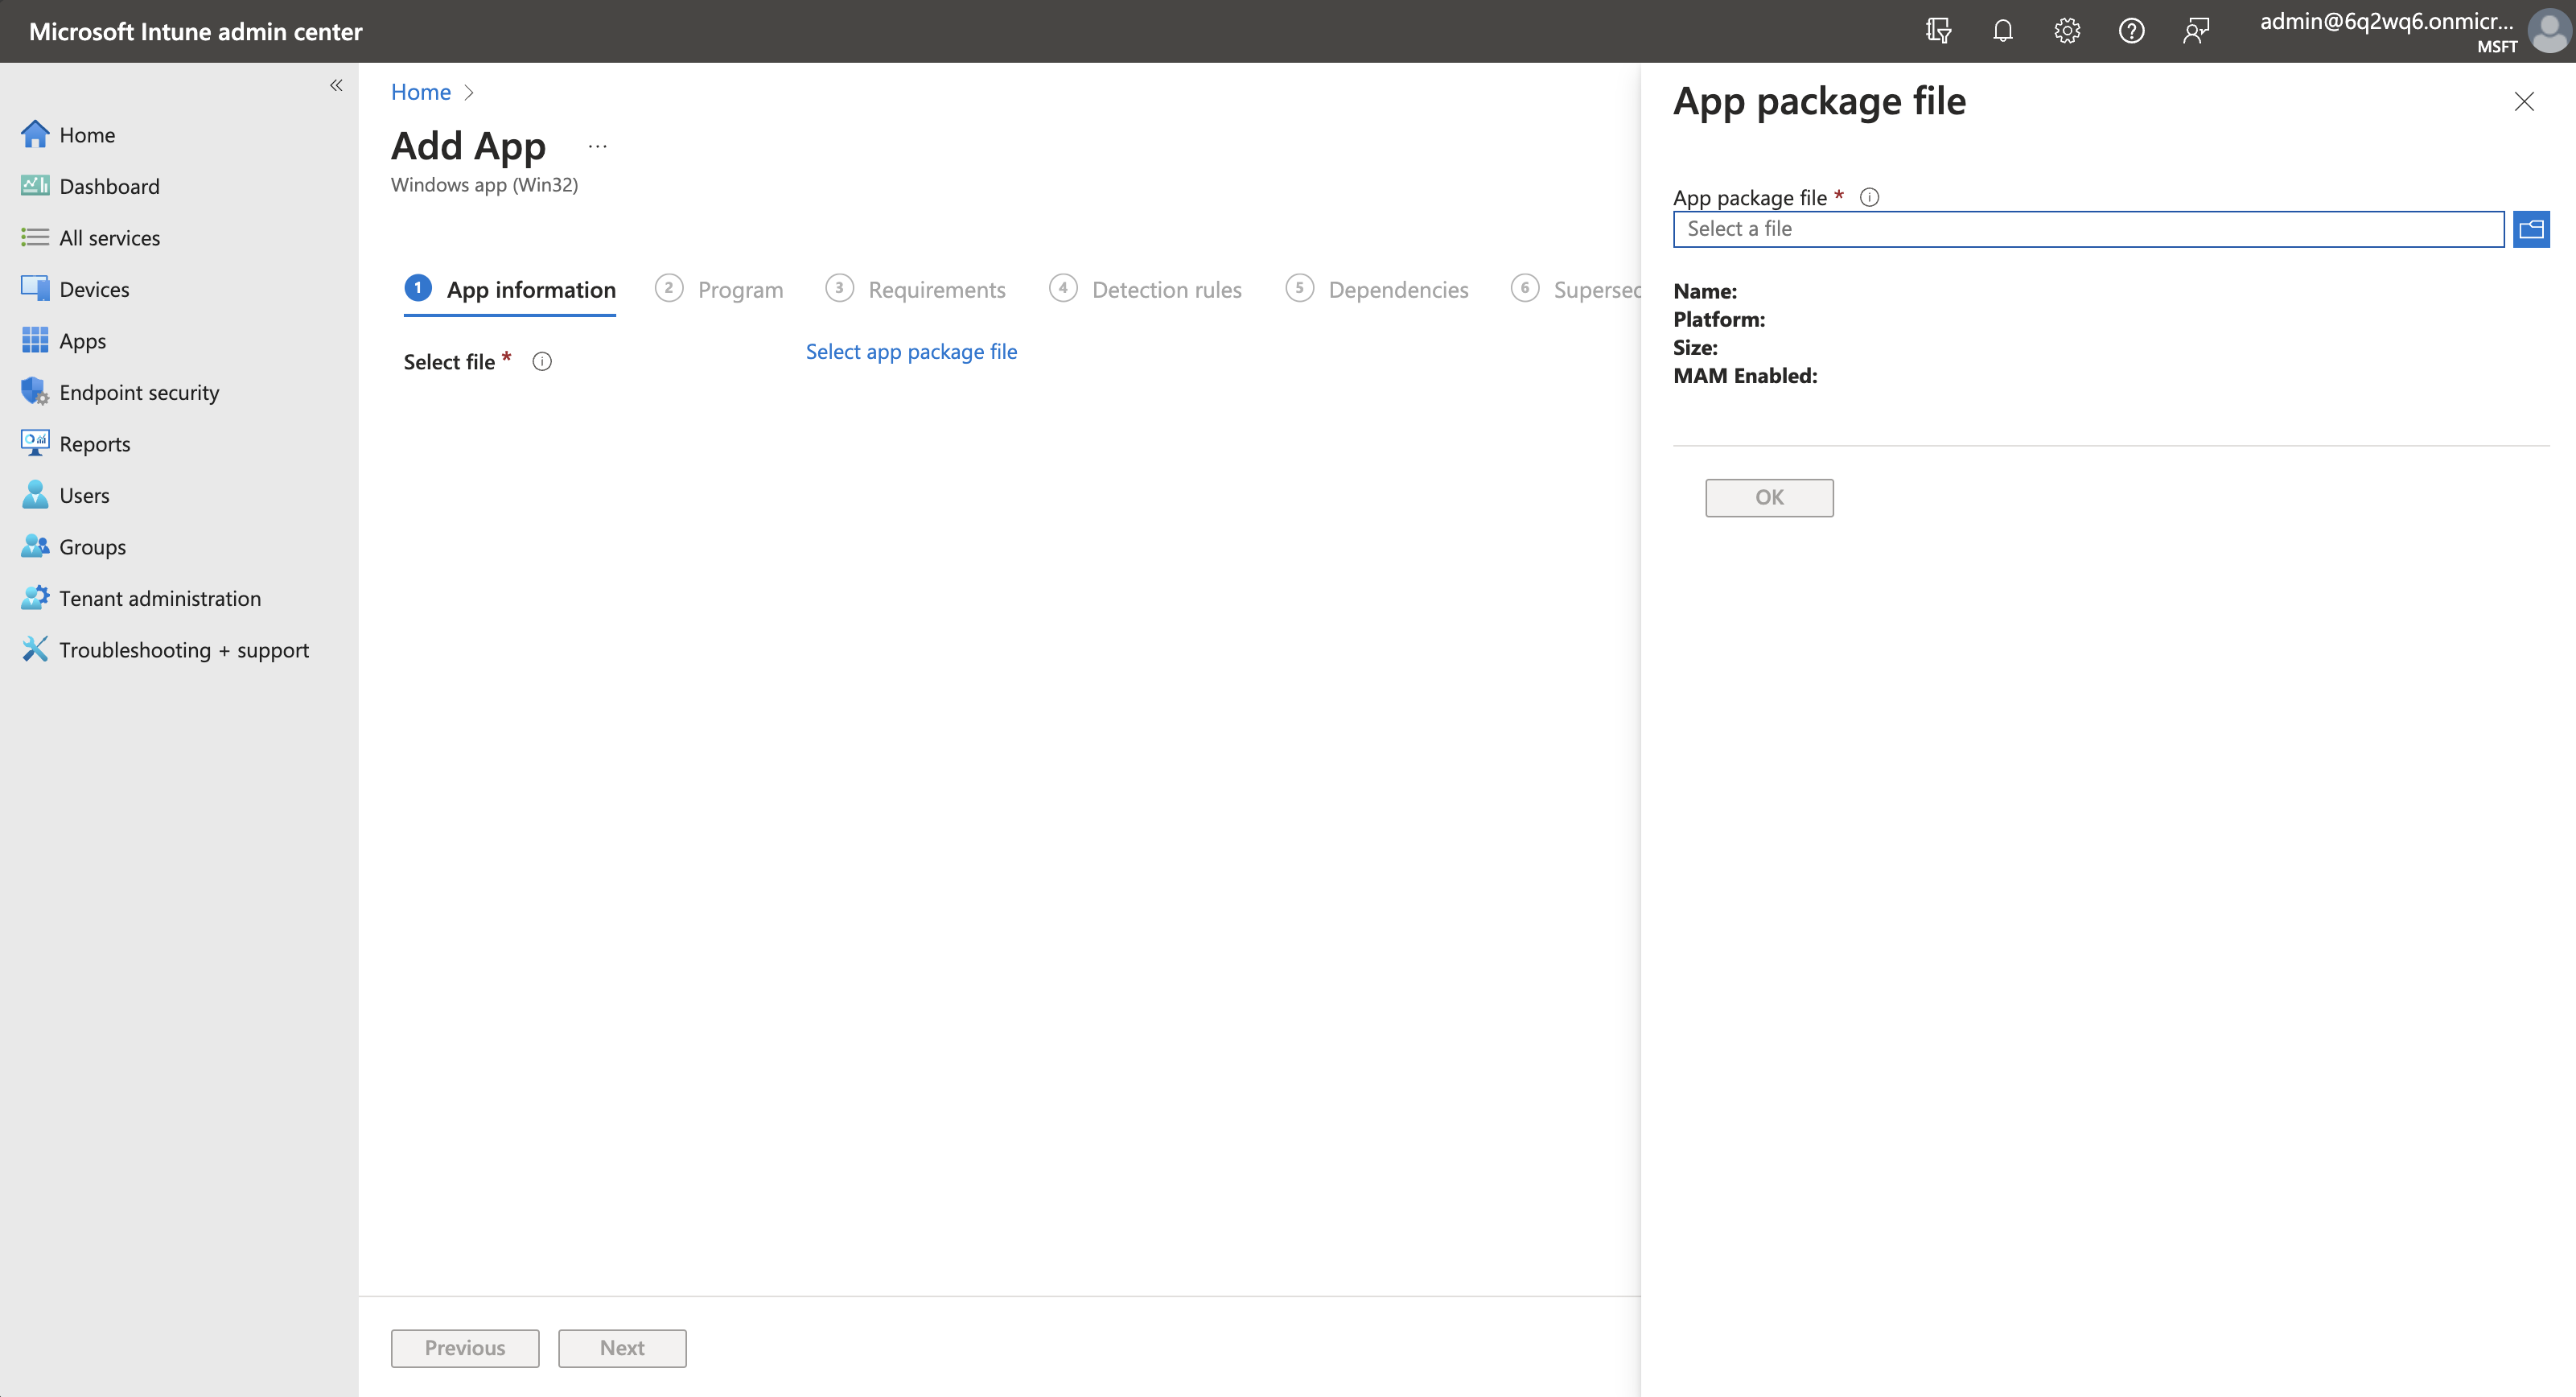 Microsoft Intune admin center
admin@6q2wq6.onmicr...
MSFT
Home
Dashboard
All services
Devices
Apps
Endpoint security
Reports
Users
Groups
Tenant administration
Troubleshooting + support
Home
Add App
Windows app (Win32)
1 App information
2 Program
3 Requirements
4 Detection rules
5 Dependencies
6 Supersec
Select file *
Select app package file
Previous
Next
App package file
App package file *
Select a file
Name:
Platform:
Size:
MAM Enabled:
OK